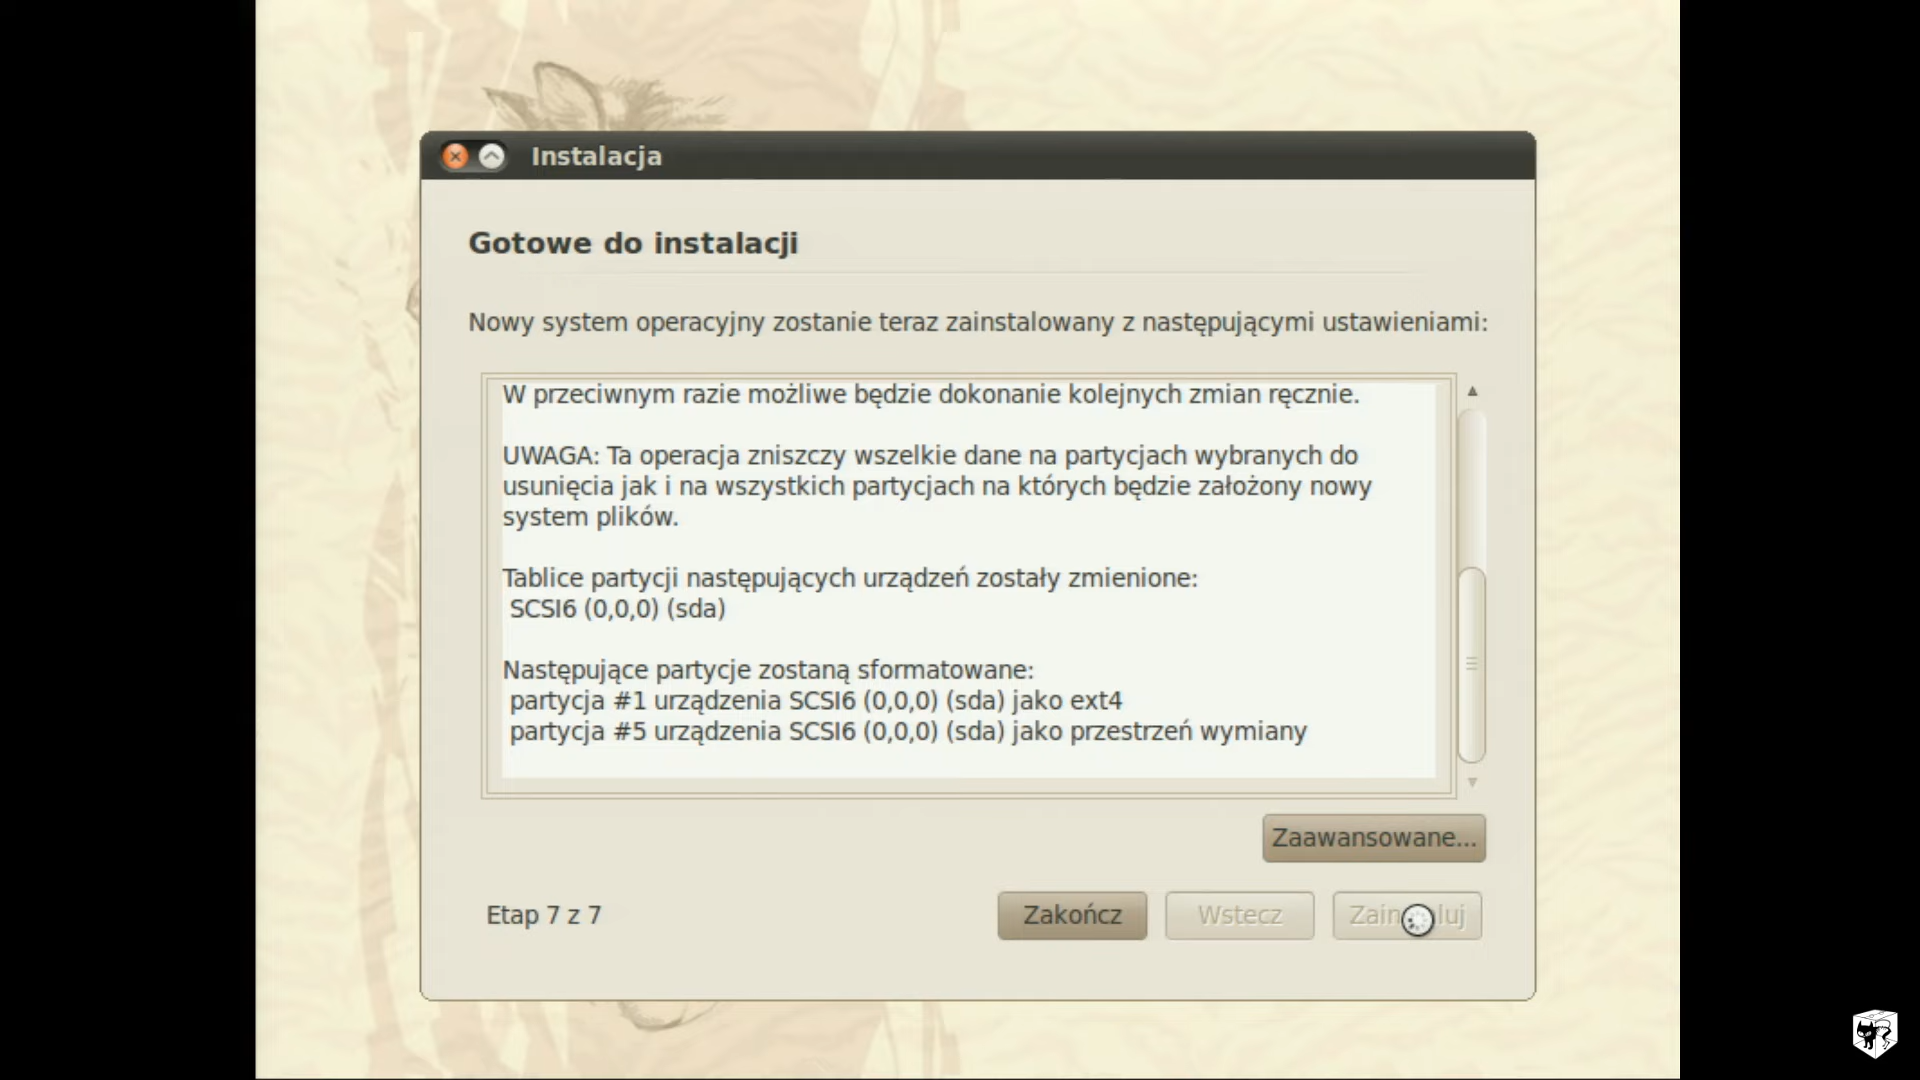 Instalacja
Gotowe do instalacji
Nowy system operacyjny zostanie teraz zainstalowany z następującymi ustawieniami:
W przeciwnym razie możliwe będzie dokonanie kolejnych zmian ręcznie.
UWAGA: Ta operacja zniszczy wszelkie dane na partycjach wybranych do
usunięcia jak i na wszystkich partycjach na których będzie założony nowy
system plików.
Tablice partycji następujących urządzeń zostały zmienione:
SCSI6 (0,0,0) (sda)
Następujące partycje zostaną sformatowane:
partycja #1 urządzenia SCSI6 (0,0,0) (sda) jako ext4
partycja #5 urządzenia SCSI6 (0,0,0) (sda) jako przestrzeń wymiany
Zaawansowane...
Etap 7 z 7
Zakończ
Wstecz